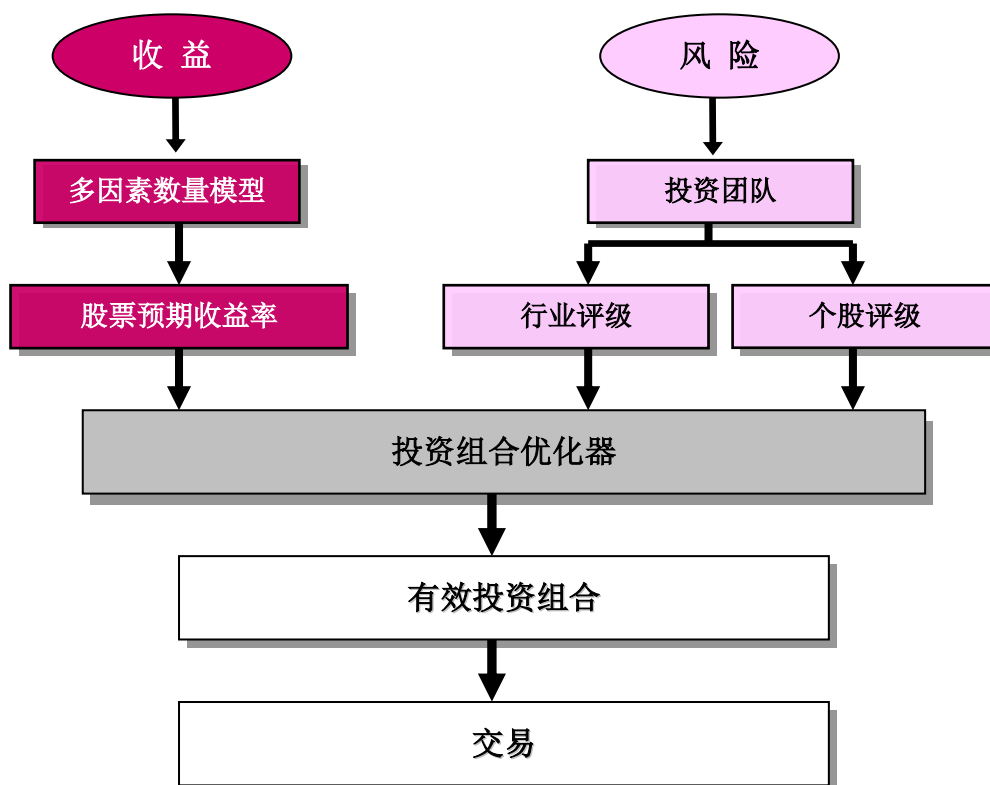 收 益
风 险
多因素数量模型
投资团队
股票预期收益率
行业评级
个股评级
投资组合优化器
有效投资组合
交易